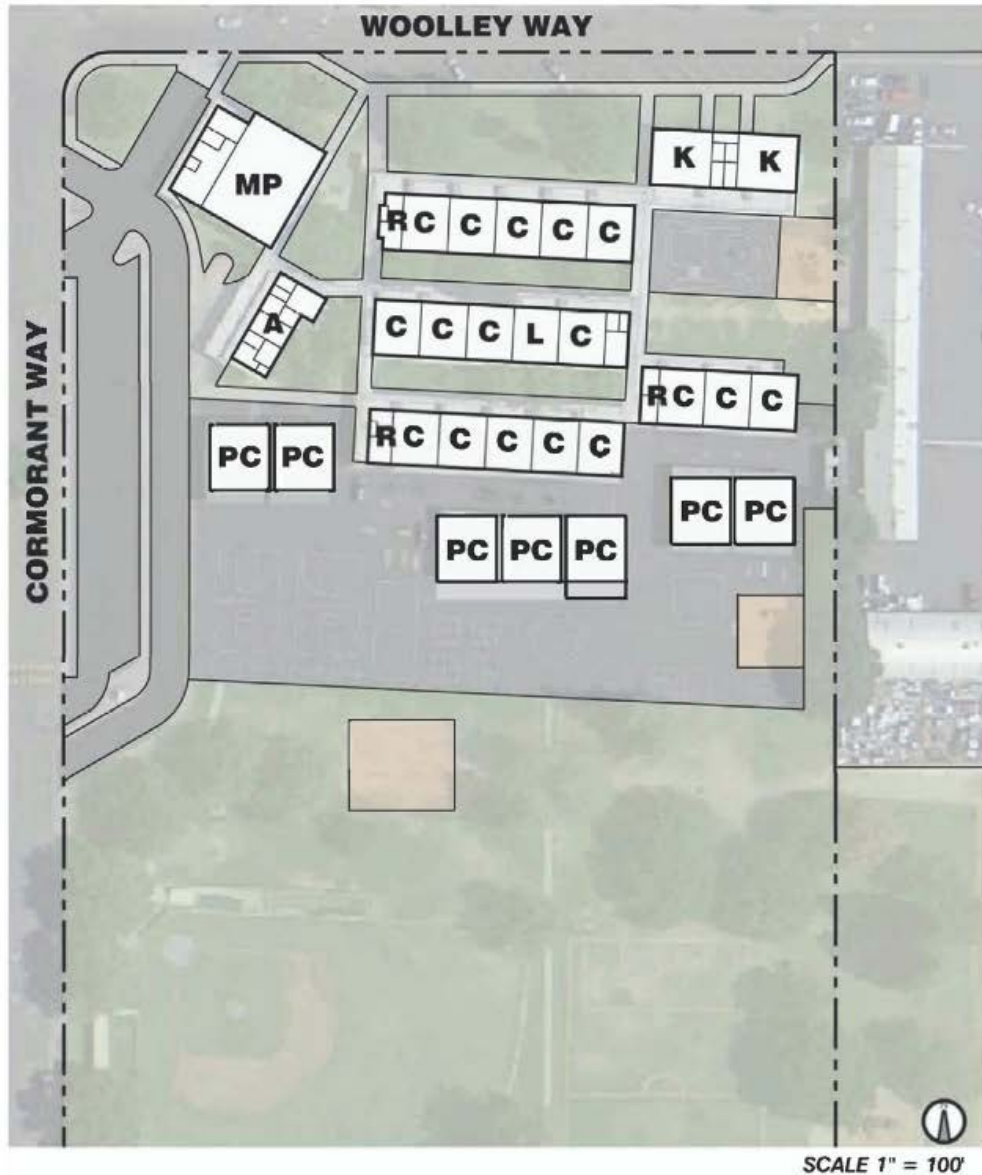 WOOLLEY WAY
K K
MP
R C C C C C
A
C C C L C
CORMORANT WAY
R C C C
R C C C C C
PC PC
PC PC
PC PC PC
SCALE 1" = 100'